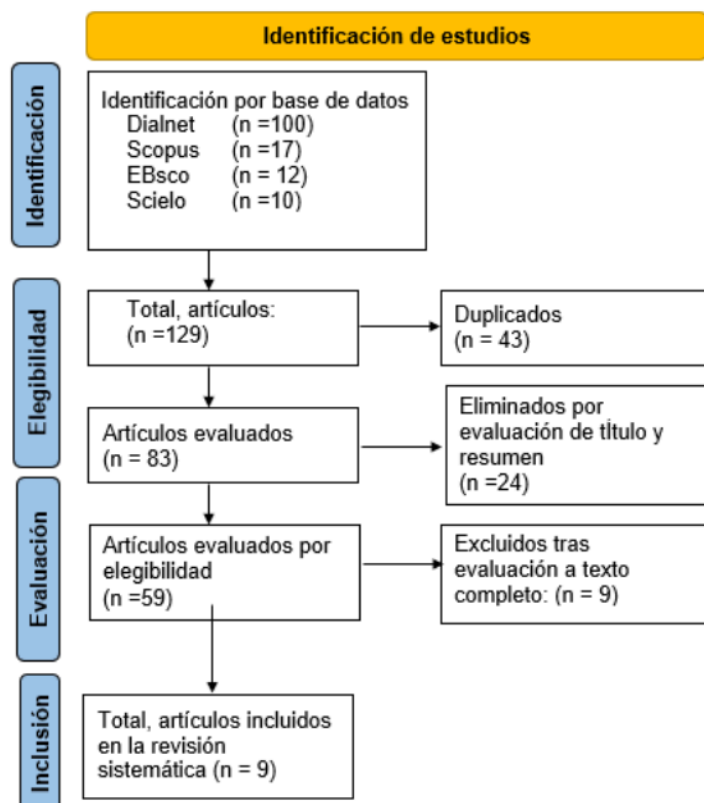 Identificación de estudios
Identificación
Identificación por base de datos
Dialnet (n =100)
Scopus (n =17)
EBsco (n = 12)
Scielo (n =10)
Elegibilidad
Total, artículos:
(n =129)
Duplicados
(n = 43)
Artículos evaluados
(n = 83)
Eliminados por
evaluación de título y
resumen
(n =24)
Evaluación
Artículos evaluados por
elegibilidad
(n =59)
Excluidos tras
evaluación a texto
completo: (n = 9)
Inclusión
Total, artículos incluidos
en la revisión
sistemática (n = 9)